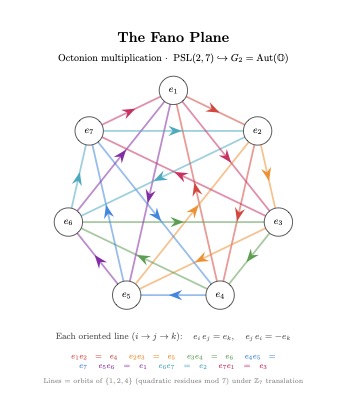 The Fano Plane
Octonion multiplication · PSL(2, 7) ↪ G₂ = Aut(𝕆)
e₁
e₇
e₂
e₆
e₃
e₅
e₄
Each oriented line (i → j → k): eᵢ eⱼ = eₖ, eⱼ eᵢ = −eₖ
e₁e₂ = e₄ e₂e₃ = e₅ e₃e₄ = e₆ e₄e₅ =
e₇ e₅e₆ = e₁ e₆e₇ = e₂ e₇e₁ = e₃
Lines = orbits of {1, 2, 4} (quadratic residues mod 7) under ℤ₇ translation